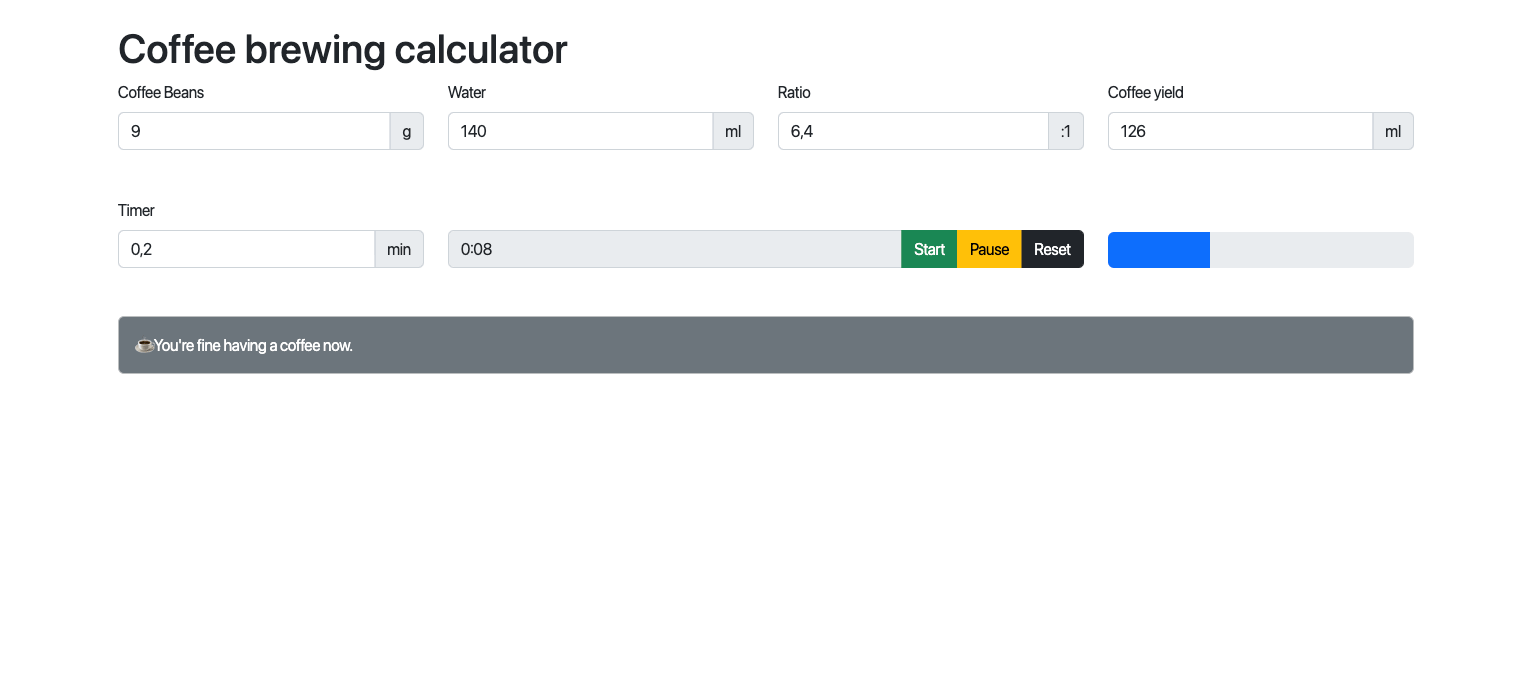 Coffee brewing calculator
Coffee Beans Water Ratio Coffee yield
9 g 140 ml 6,4 :1 126 ml
Timer
0,2 min 0:08 Start Pause Reset
☕You're fine having a coffee now.